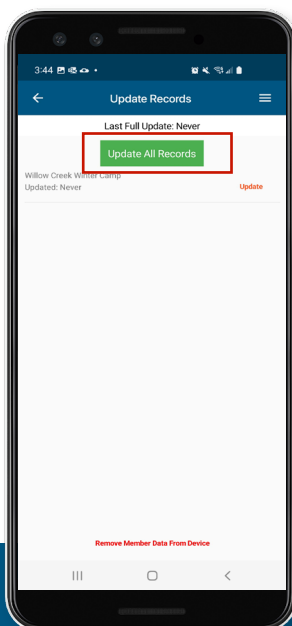 3:44
Update Records
Last Full Update: Never
Update All Records
Willow Creek Winter Camp
Updated: Never
Update
Remove Member Data From Device